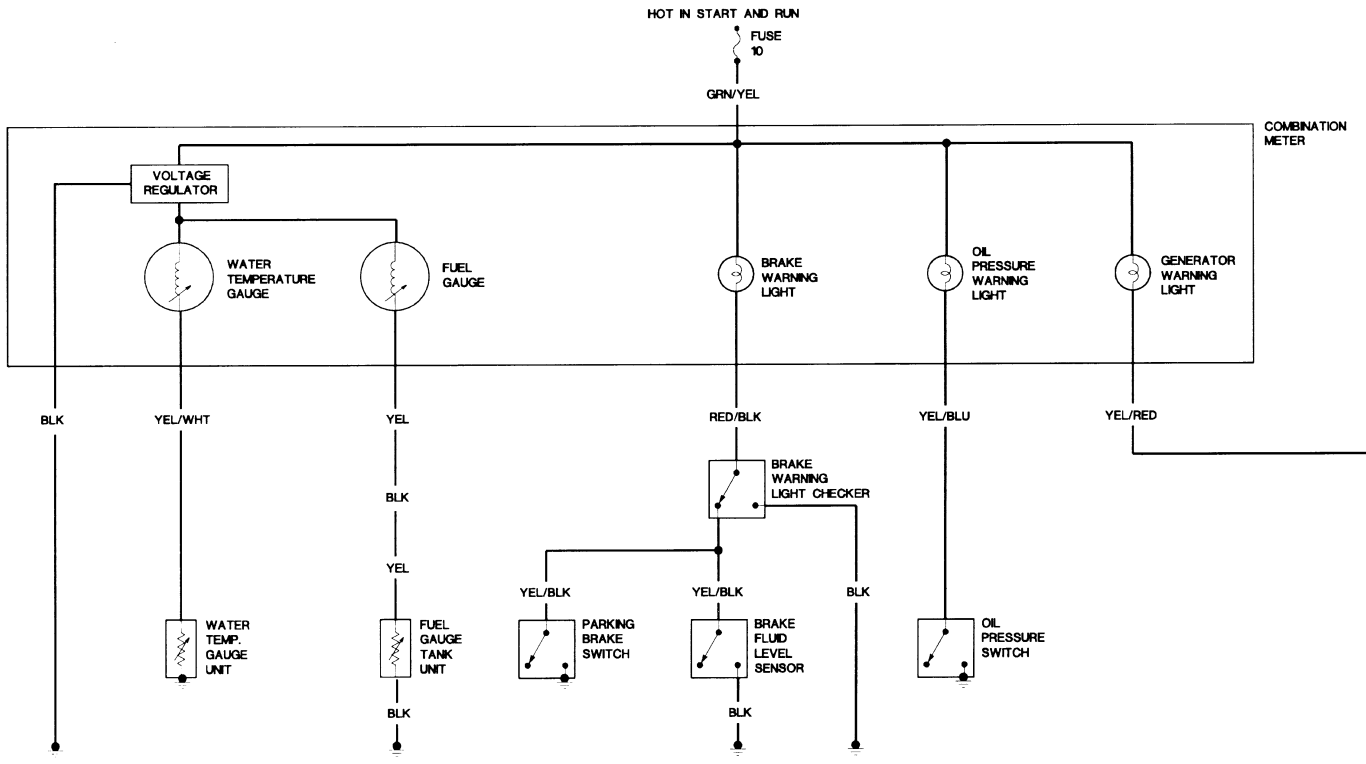 HOT IN START AND RUN
FUSE
10
GRN/YEL
COMBINATION
METER
VOLTAGE
REGULATOR
WATER
TEMPERATURE
GAUGE
FUEL
GAUGE
BRAKE
WARNING
LIGHT
OIL
PRESSURE
WARNING
LIGHT
GENERATOR
WARNING
LIGHT
BLK
YEL/WHT
YEL
RED/BLK
YEL/BLU
YEL/RED
BRAKE
WARNING
LIGHT CHECKER
BLK
YEL
YEL/BLK
YEL/BLK
BLK
WATER
TEMP.
GAUGE
UNIT
FUEL
GAUGE
TANK
UNIT
PARKING
BRAKE
SWITCH
BRAKE
FLUID
LEVEL
SENSOR
OIL
PRESSURE
SWITCH
BLK
BLK